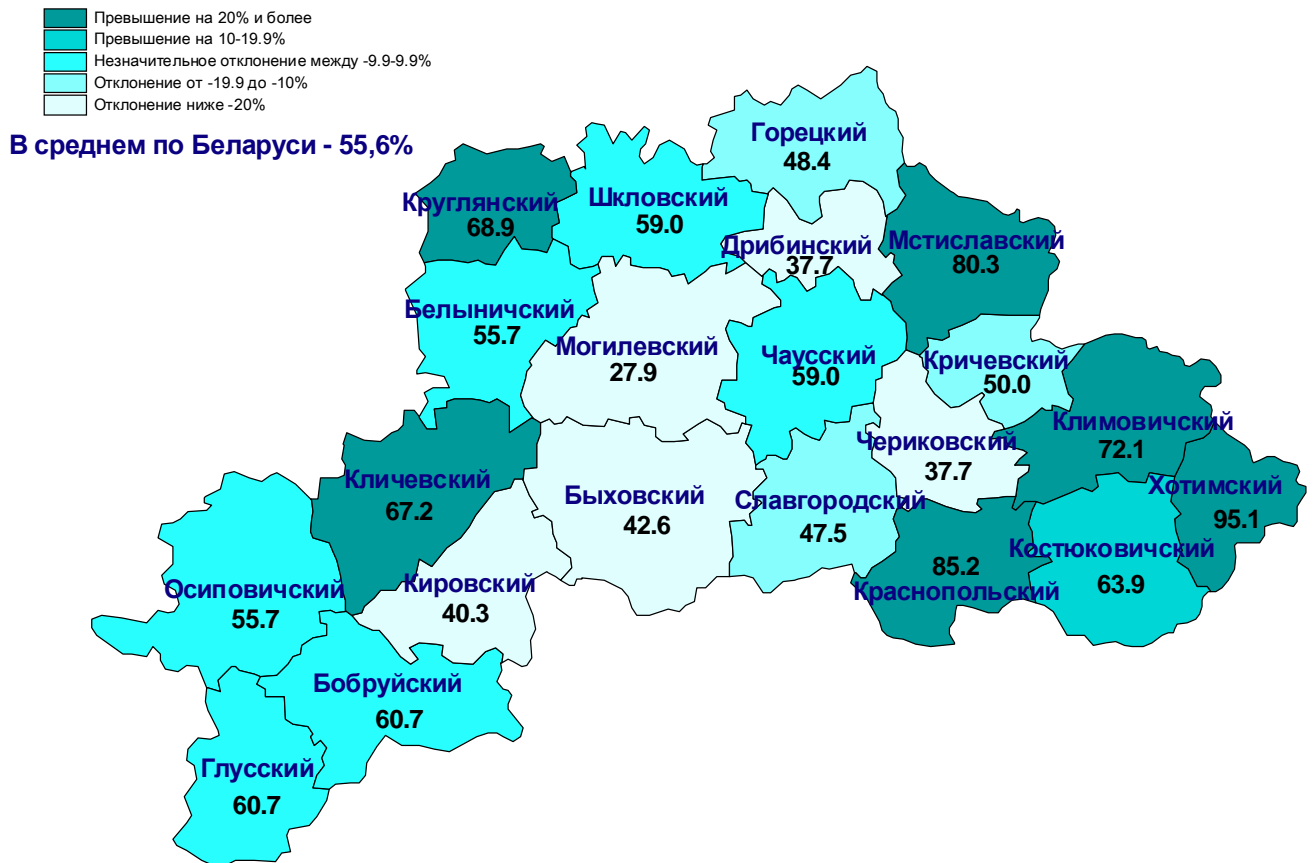 Превышение на 20% и более
Превышение на 10-19.9%
Незначительное отклонение между -9.9-9.9%
Отклонение от -19.9 до -10%
Отклонение ниже -20%
В среднем по Беларуси - 55,6%
Горецкий
48.4
Круглянский
68.9
Шкловский
59.0
Дрибинский
37.7
Мстиславский
80.3
Белыничский
55.7
Могилевский
27.9
Чаусский
59.0
Кричевский
50.0
Климовичский
72.1
Чериковский
37.7
Хотимский
95.1
Кличевский
67.2
Быховский
42.6
Славгородский
47.5
Костюковичский
63.9
85.2
Краснопольский
Осиповичский
55.7
Кировский
40.3
Бобруйский
60.7
Глусский
60.7